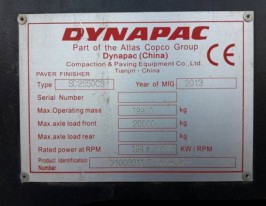 DYNAPAC
Part of the Atlas Copco Group
Dynapac (China)
Compaction & Paving Equipment Co., Ltd.
Tianjin - China
CE
PAVER FINISHER
Type Year of Mfg 2013
Serial Number
Max. Operating mass kg
Max. axle load front 20000 kg
Max. axle load rear kg
Rated power at RPM KW / RPM
Product Identification Number